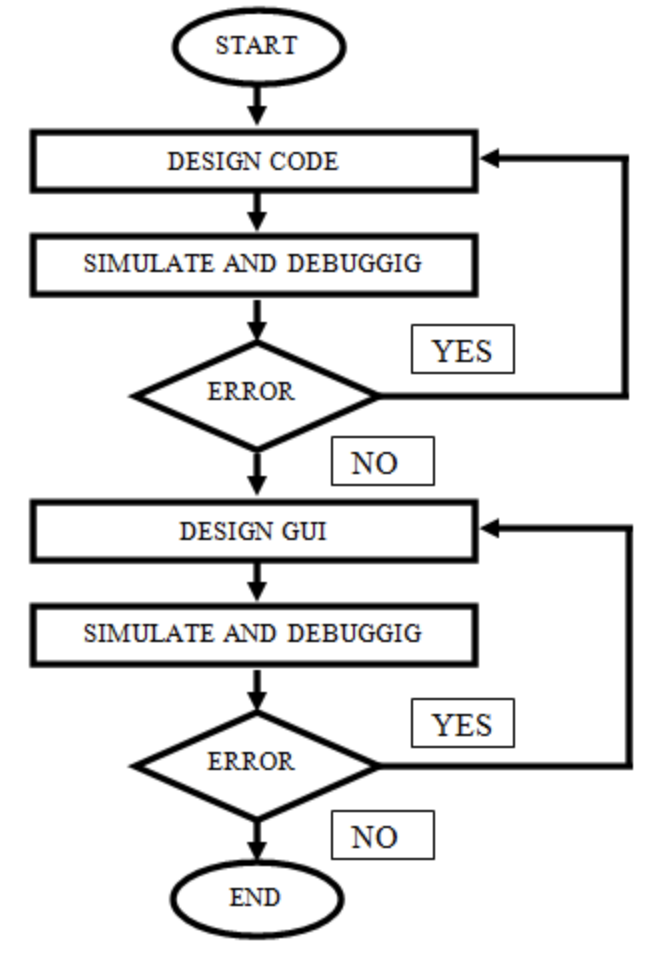 START
DESIGN CODE
SIMULATE AND DEBUGGIG
YES
ERROR
NO
DESIGN GUI
SIMULATE AND DEBUGGIG
YES
ERROR
NO
END